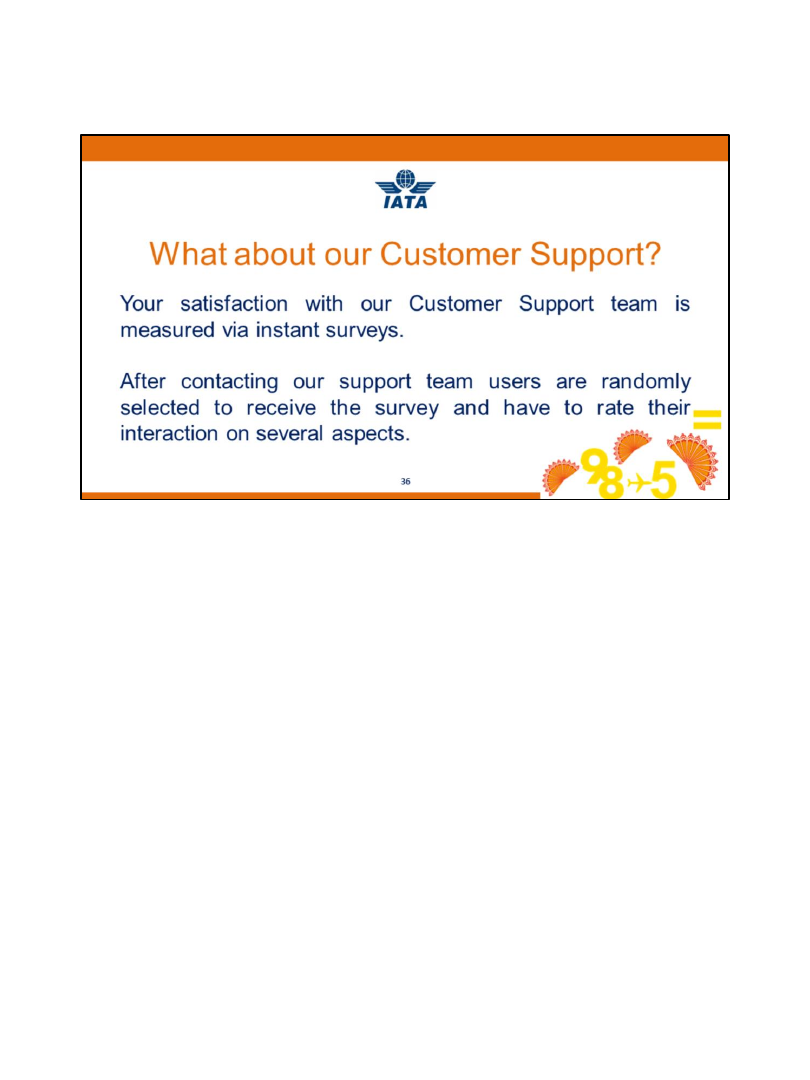 IATA
What about our Customer Support?
Your satisfaction with our Customer Support team is
measured via instant surveys.
After contacting our support team users are randomly
selected to receive the survey and have to rate their
interaction on several aspects.
=
98✈5
36